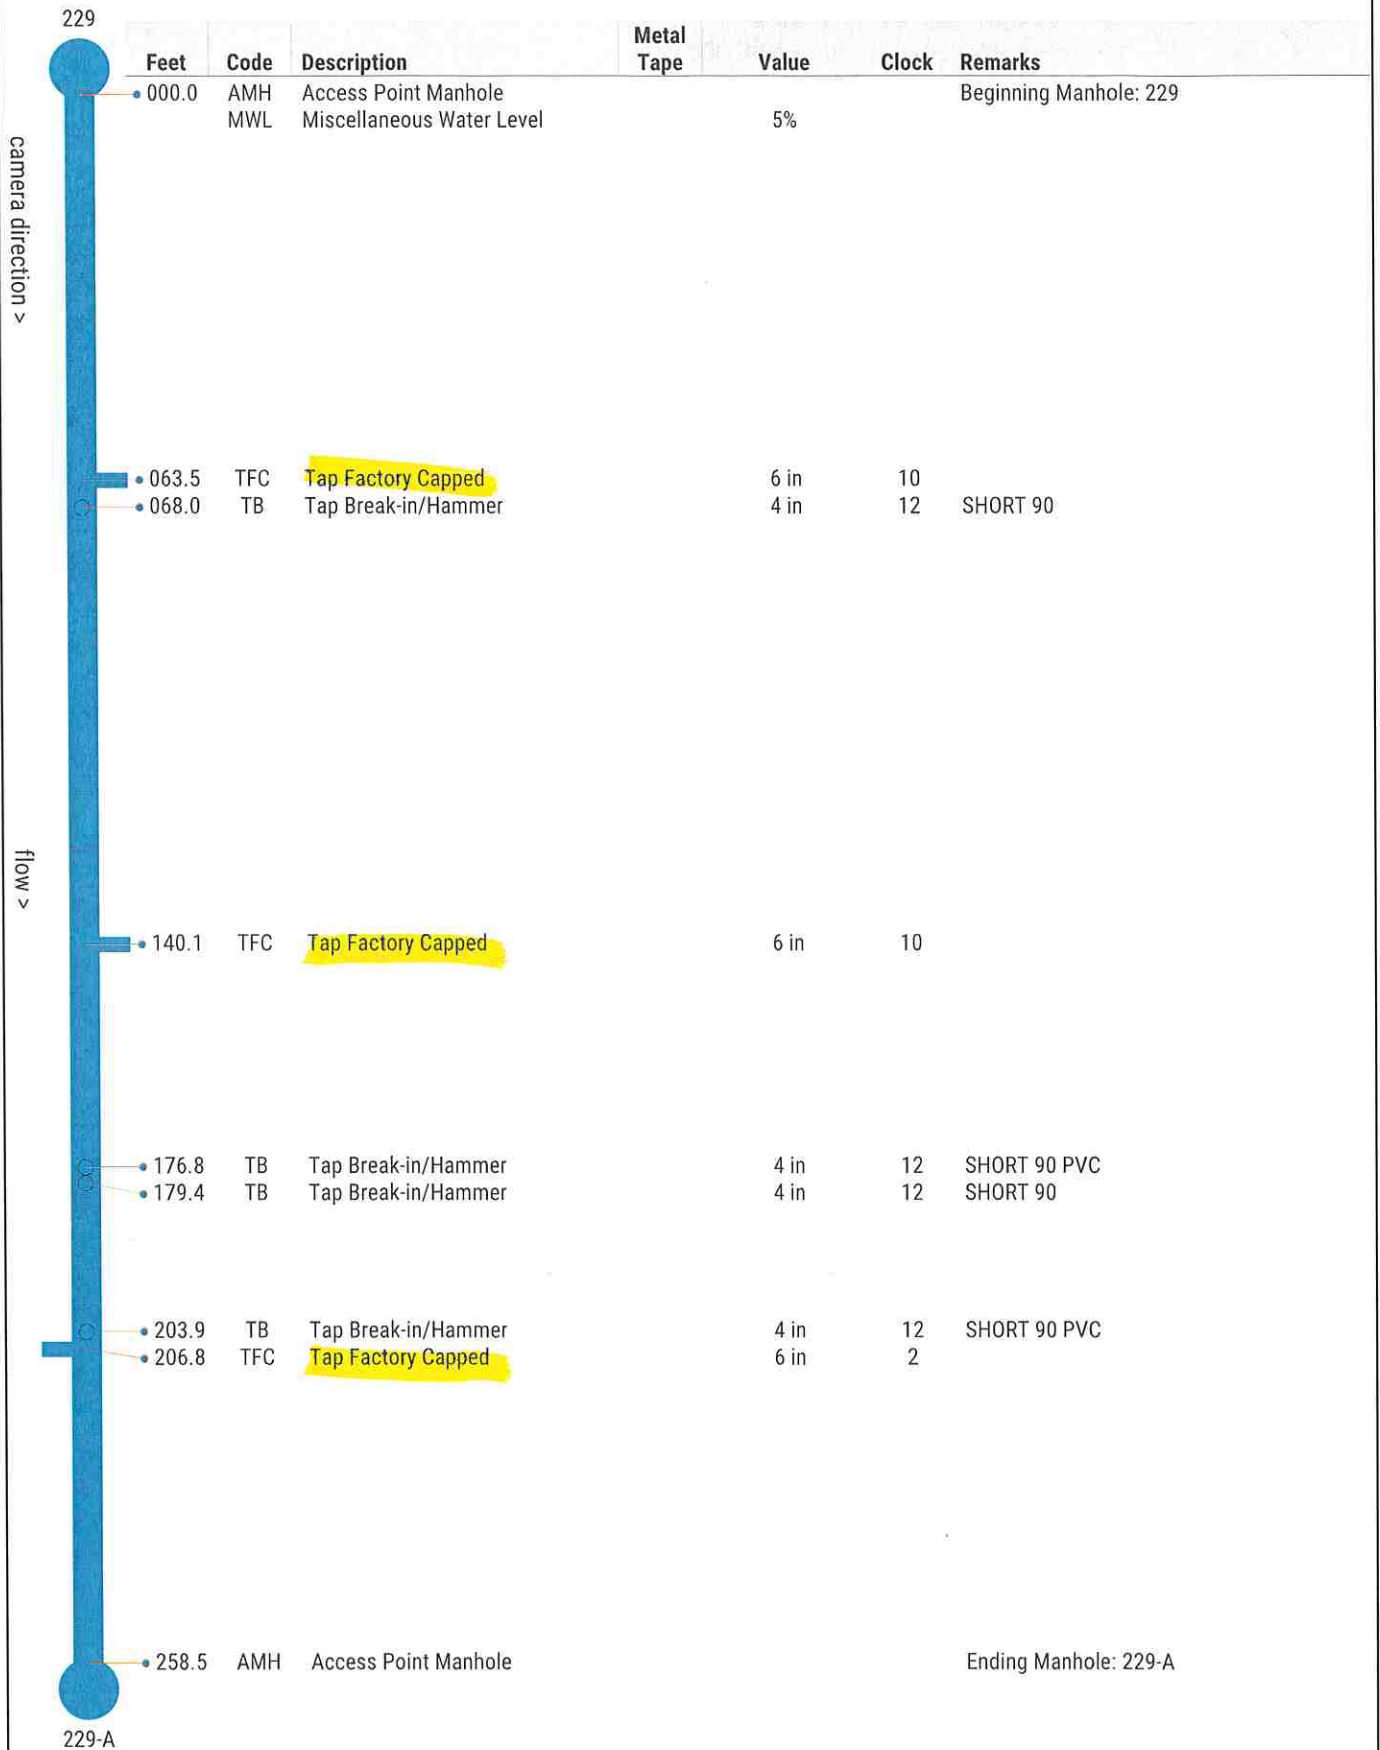 229
Metal
Feet Code Description Tape Value Clock Remarks
000.0 AMH Access Point Manhole Beginning Manhole: 229
MWL Miscellaneous Water Level 5%
camera direction >
063.5 TFC Tap Factory Capped 6 in 10
068.0 TB Tap Break-in/Hammer 4 in 12 SHORT 90
flow >
140.1 TFC Tap Factory Capped 6 in 10
176.8 TB Tap Break-in/Hammer 4 in 12 SHORT 90 PVC
179.4 TB Tap Break-in/Hammer 4 in 12 SHORT 90
203.9 TB Tap Break-in/Hammer 4 in 12 SHORT 90 PVC
206.8 TFC Tap Factory Capped 6 in 2
258.5 AMH Access Point Manhole Ending Manhole: 229-A
229-A